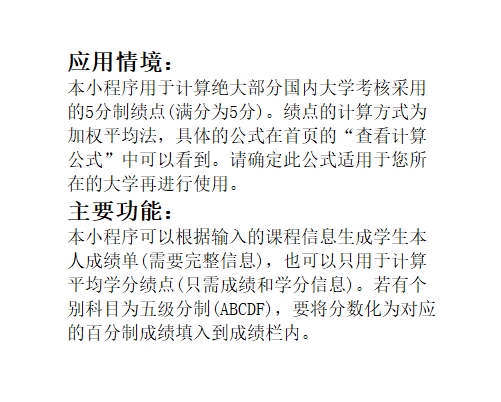 应用情境：
本小程序用于计算绝大部分国内大学考核采用
的5分制绩点(满分为5分)。绩点的计算方式为
加权平均法，具体的公式在首页的“查看计算
公式”中可以看到。请确定此公式适用于您所
在的大学再进行使用。
主要功能：
本小程序可以根据输入的课程信息生成学生本
人成绩单(需要完整信息)，也可以只用于计算
平均学分绩点(只需成绩和学分信息)。若有个
别科目为五级分制(ABCDF)，要将分数化为对应
的百分制成绩填入到成绩栏内。